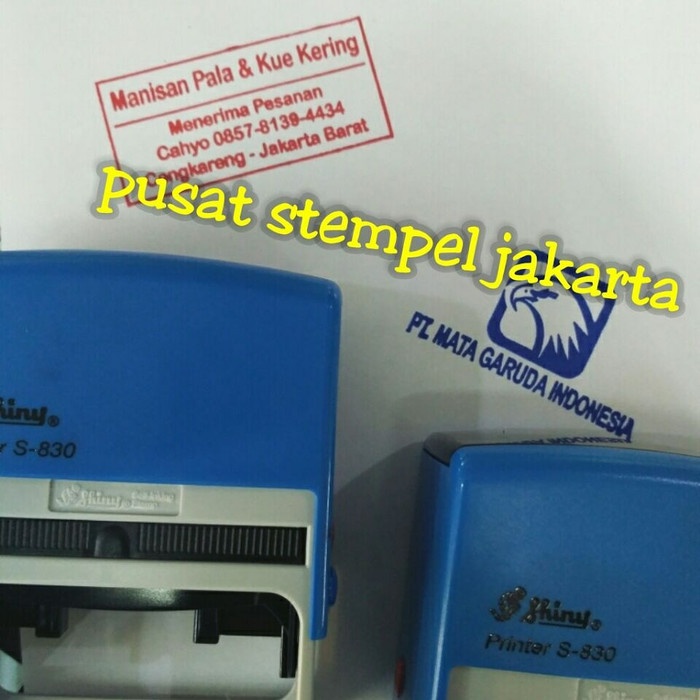 Manisan Pala & Kue Kering
Menerima Pesanan
Cahyo 0857-8139-4434
Cengkareng - Jakarta Barat
Pusat stempel jakarta
PT. MATA GARUDA INDONESIA
Shiny®
S-830
Shiny
Shiny®
Printer S-830